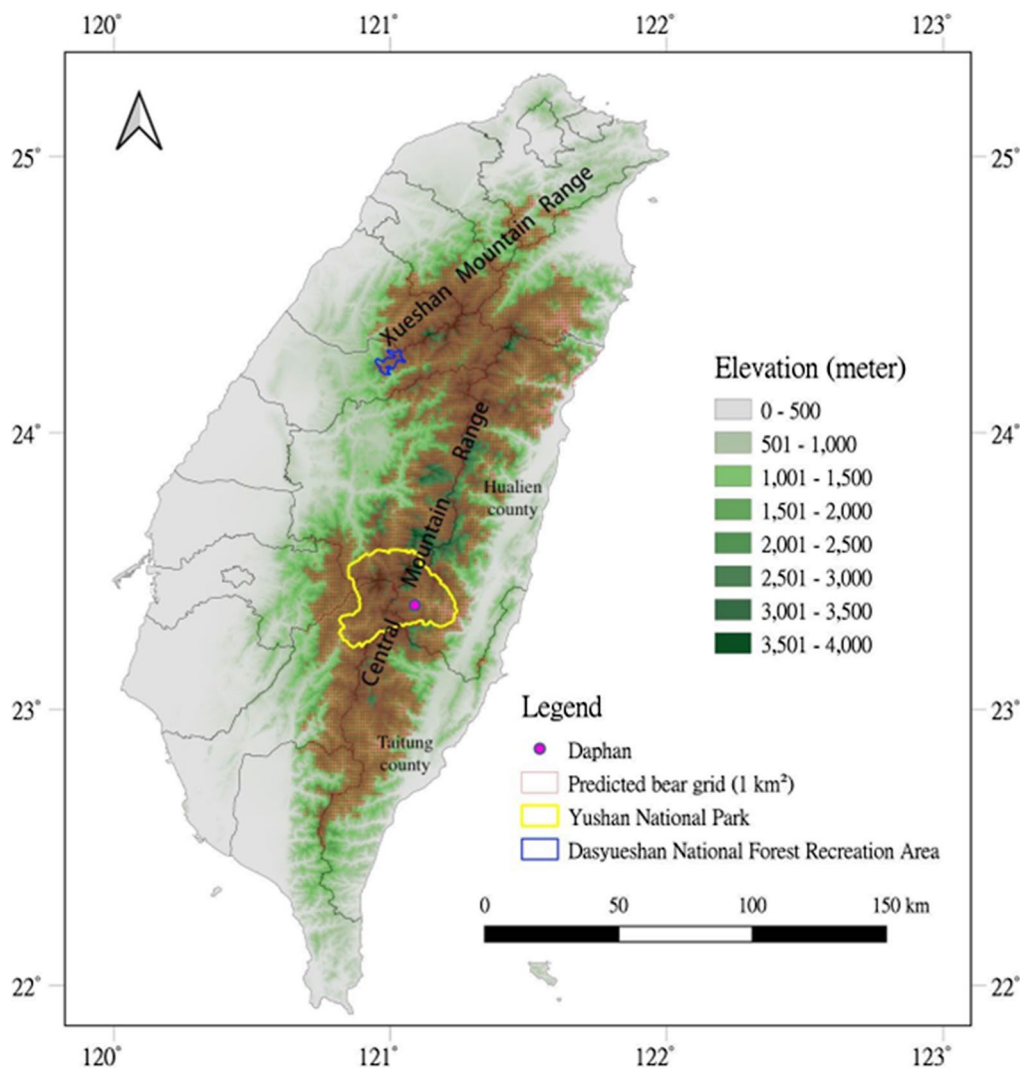 120°
121°
122°
123°
25°
25°
Xueshan Mountain Range
Elevation (meter)
0 - 500
24°
24°
501 - 1,000
1,001 - 1,500
Central Mountain Range
Hualien
county
1,501 - 2,000
2,001 - 2,500
2,501 - 3,000
3,001 - 3,500
3,501 - 4,000
23°
23°
Legend
Taitung
county
Daphan
Predicted bear grid (1 km²)
Yushan National Park
Dasyueshan National Forest Recreation Area
0
50
100
150 km
22°
22°
120°
121°
122°
123°